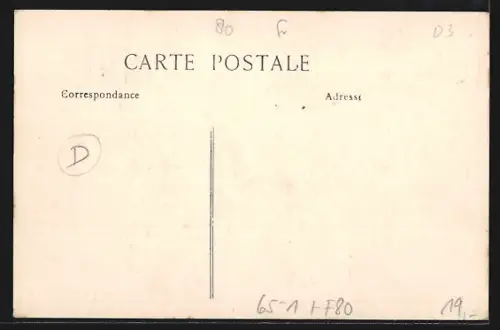 80 D3
CARTE POSTALE
Correspondance Adresse
D
65-1 + F80 19,-